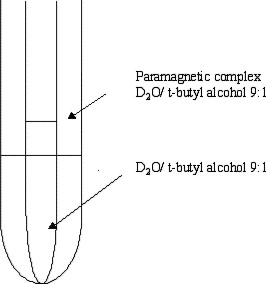 Paramagnetic complex
D₂O/ t-butyl alcohol 9:1
D₂O/ t-butyl alcohol 9:1